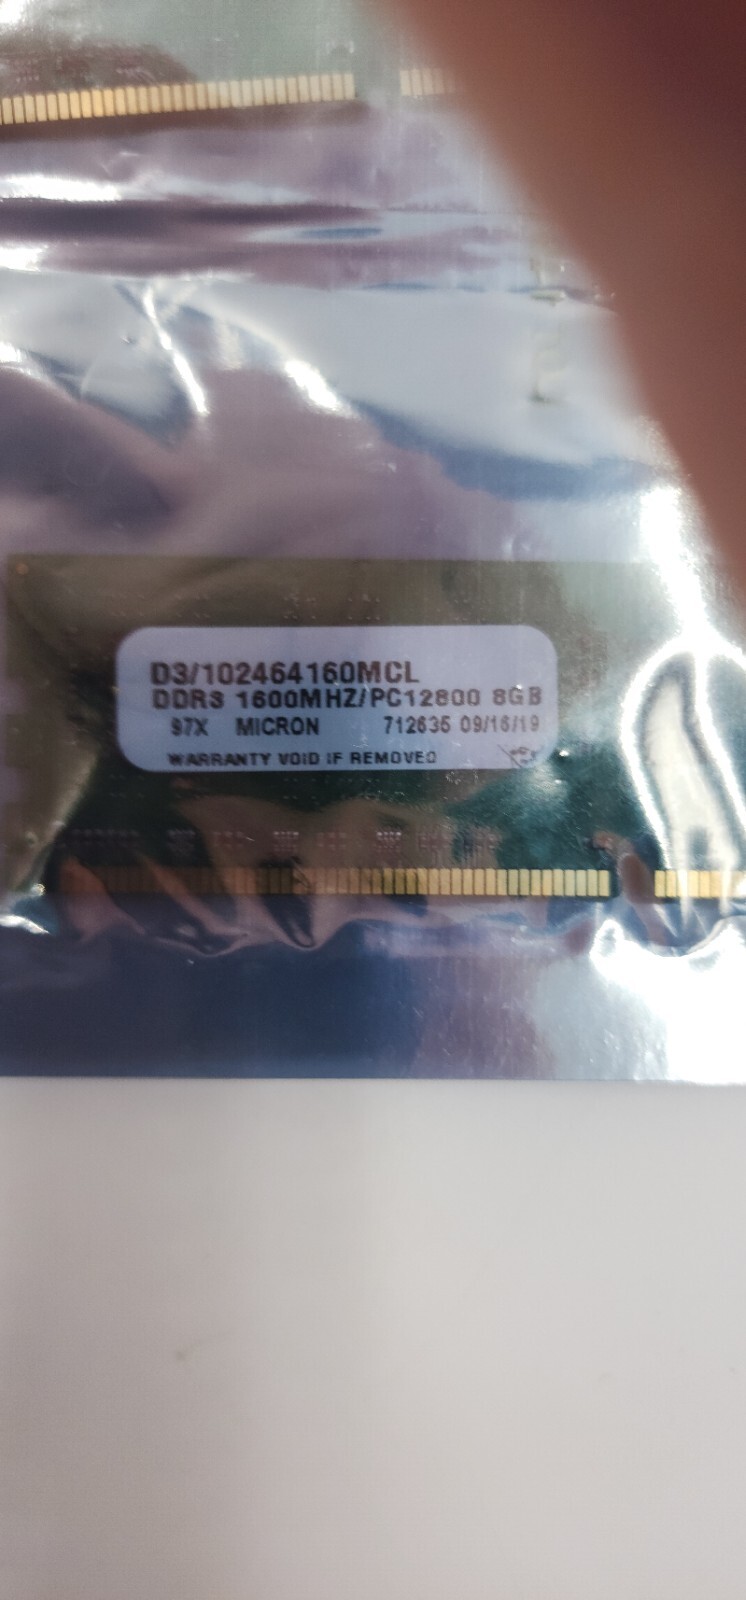 D3/102464160MCL
DDR3 1600MHZ/PC12800 8GB
97X MICRON 712635 09/16/19
WARRANTY VOID IF REMOVED